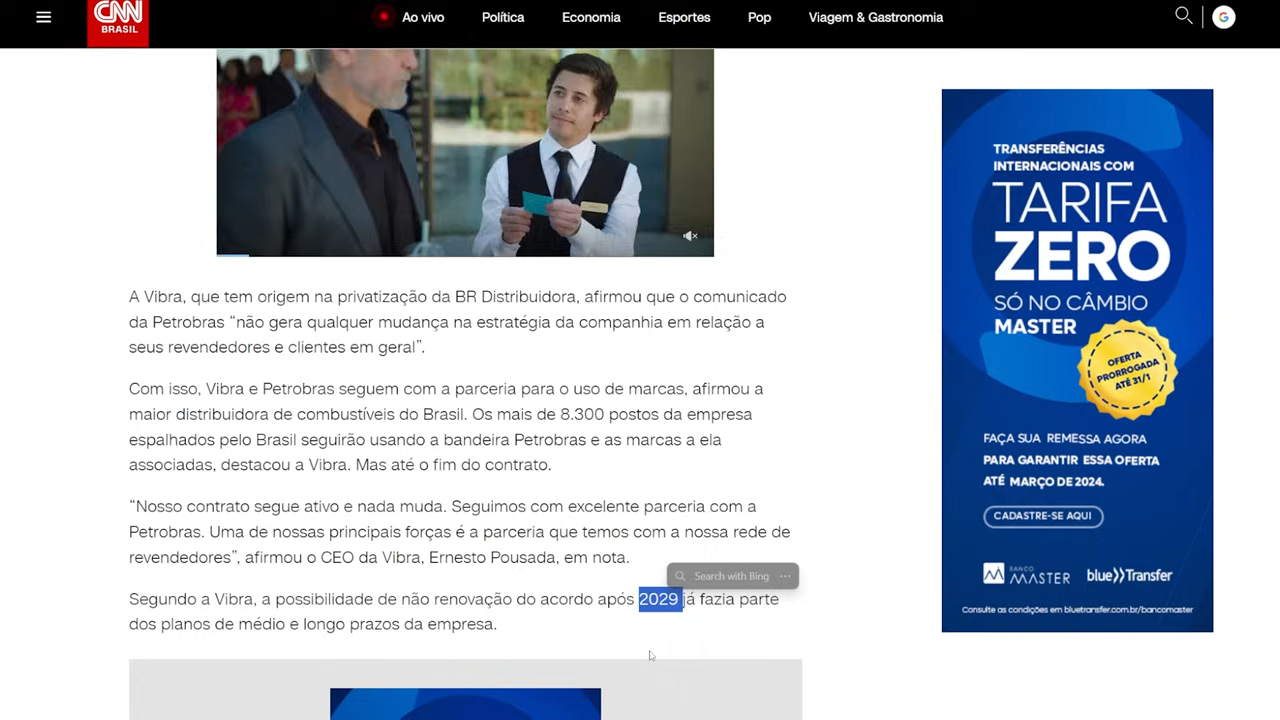 CNN
BRASIL
Ao vivo
Política
Economia
Esportes
Pop
Viagem & Gastronomia
G
A Vibra, que tem origem na privatização da BR Distribuidora, afirmou que o comunicado
da Petrobras “não gera qualquer mudança na estratégia da companhia em relação a
seus revendedores e clientes em geral”.
Com isso, Vibra e Petrobras seguem com a parceria para o uso de marcas, afirmou a
maior distribuidora de combustíveis do Brasil. Os mais de 8.300 postos da empresa
espalhados pelo Brasil seguirão usando a bandeira Petrobras e as marcas a ela
associadas, destacou a Vibra. Mas até o fim do contrato.
“Nosso contrato segue ativo e nada muda. Seguimos com excelente parceria com a
Petrobras. Uma de nossas principais forças é a parceria que temos com a nossa rede de
revendedores”, afirmou o CEO da Vibra, Ernesto Pousada, em nota.
Search with Bing ...
Segundo a Vibra, a possibilidade de não renovação do acordo após 2029 já fazia parte
dos planos de médio e longo prazos da empresa.
TRANSFERÊNCIAS
INTERNACIONAIS COM
TARIFA
ZERO
SÓ NO CÂMBIO
MASTER
OFERTA
PRORROGADA
ATÉ 31/1
FAÇA SUA REMESSA AGORA
PARA GARANTIR ESSA OFERTA
ATÉ MARÇO DE 2024.
CADASTRE-SE AQUI
BANCO
MASTER
blue))Transfer
Consulte as condições em bluetransfer.com.br/bancomaster